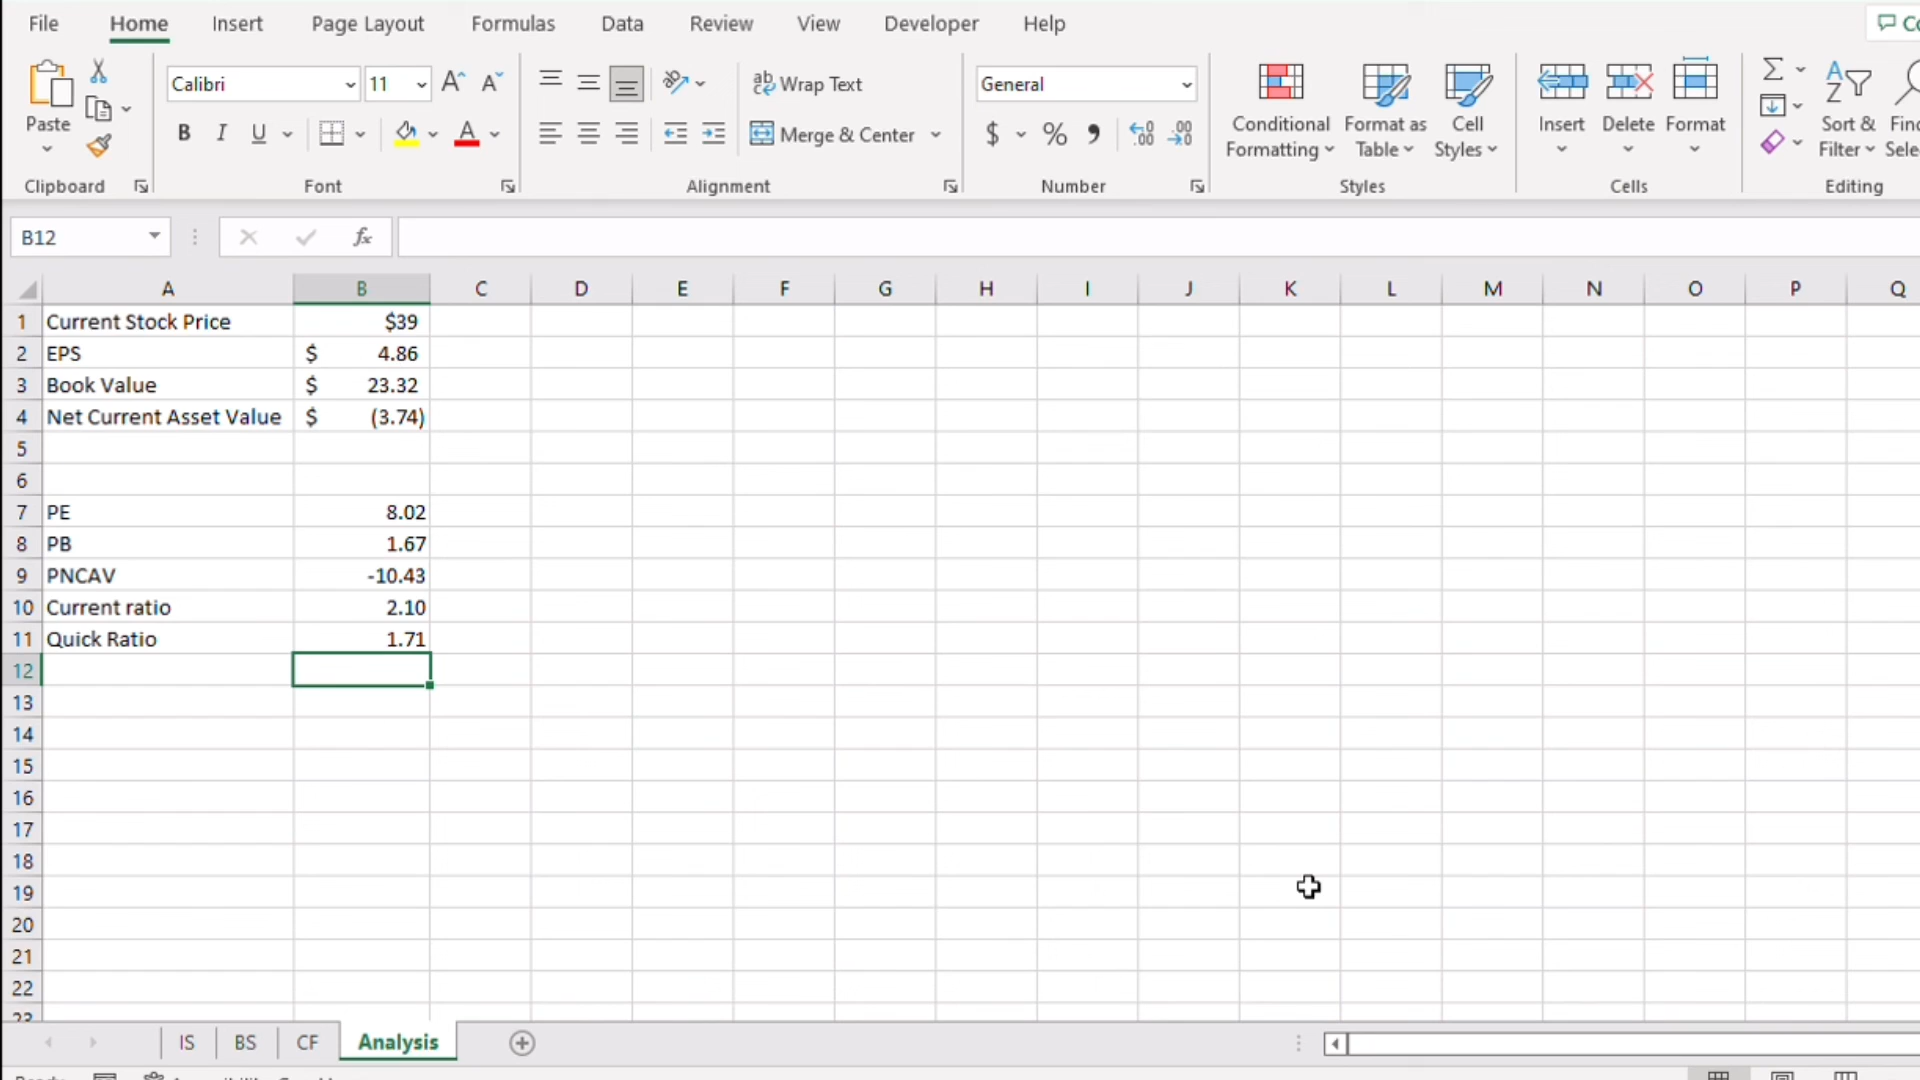 File Home Insert Page Layout Formulas Data Review View Developer Help
Calibri 11 Wrap Text General
Paste B I U Merge & Center $ % Conditional Formatting Format as Table Cell Styles Insert Delete Format Sort & Filter
Clipboard Font Alignment Number Styles Cells Editing
B12 fx
A B C D E F G H I J K L M N O P Q
1 Current Stock Price $39
2 EPS $ 4.86
3 Book Value $ 23.32
4 Net Current Asset Value $ (3.74)
5
6
7 PE 8.02
8 PB 1.67
9 PNCAV -10.43
10 Current ratio 2.10
11 Quick Ratio 1.71
12
13
14
15
16
17
18
19
20
21
22
23
IS BS CF Analysis